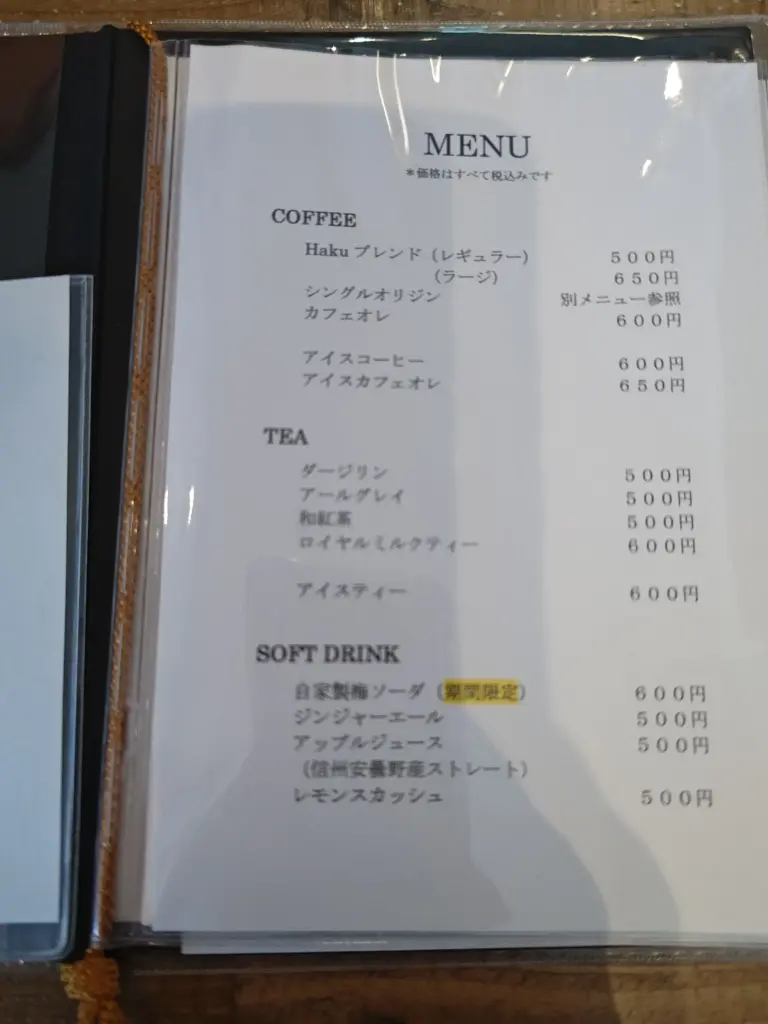 MENU
＊価格はすべて税込みです
COFFEE
Haku ブレンド（レギュラー） ５００円
（ラージ） ６５０円
シングルオリジン 別メニュー参照
カフェオレ ６００円
アイスコーヒー ６００円
アイスカフェオレ ６５０円
TEA
ダージリン ５００円
アールグレイ ５００円
和紅茶 ５００円
ロイヤルミルクティー ６００円
アイスティー ６００円
SOFT DRINK
自家製梅ソーダ（期間限定） ６００円
ジンジャーエール ５００円
アップルジュース ５００円
（信州安曇野産ストレート）
レモンスカッシュ ５００円